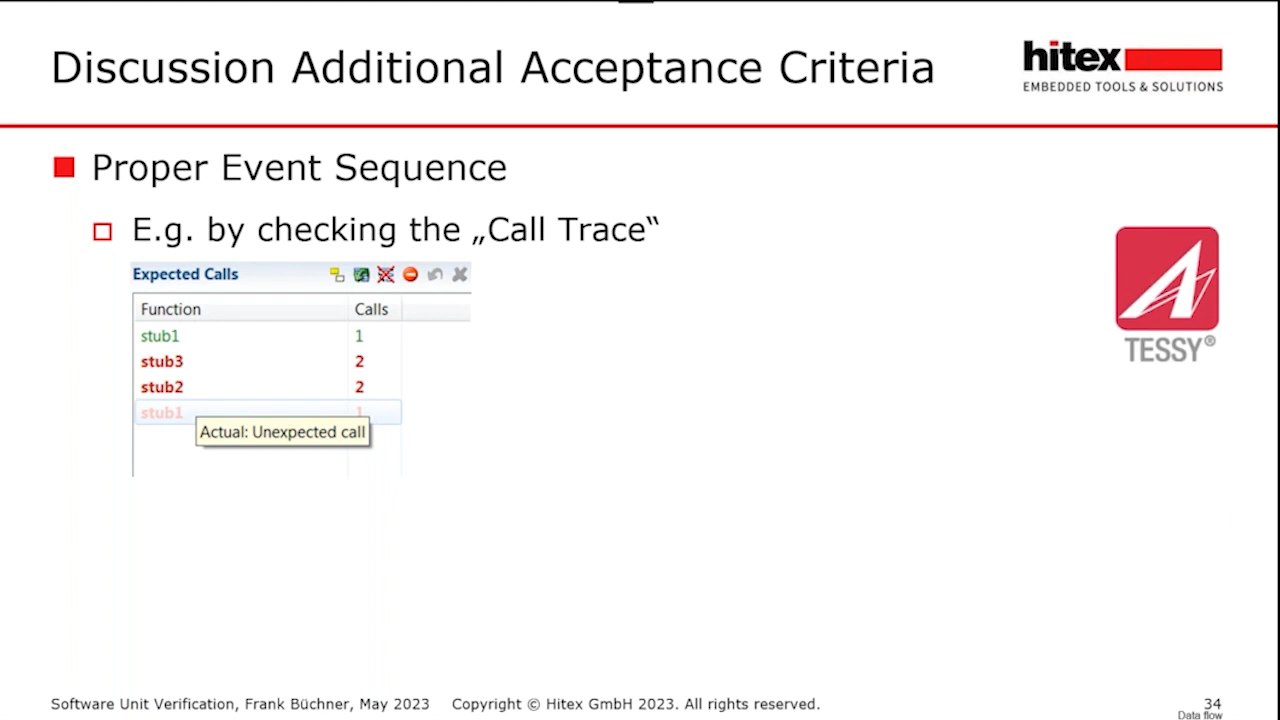 Discussion Additional Acceptance Criteria
hitex
EMBEDDED TOOLS & SOLUTIONS
Proper Event Sequence
E.g. by checking the „Call Trace“
Expected Calls
Function Calls
stub1 1
stub3 2
stub2 2
stub1 1
Actual: Unexpected call
TESSY®
Software Unit Verification, Frank Büchner, May 2023 Copyright © Hitex GmbH 2023. All rights reserved. 34
Data flow